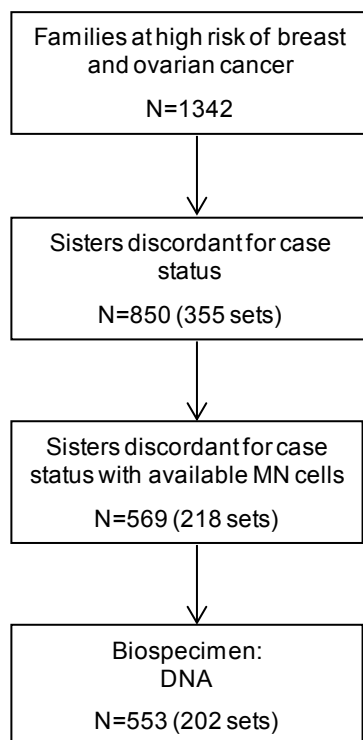 Families at high risk of breast
and ovarian cancer
N=1342
Sisters discordant for case
status
N=850 (355 sets)
Sisters discordant for case
status with available MN cells
N=569 (218 sets)
Biospecimen:
DNA
N=553 (202 sets)